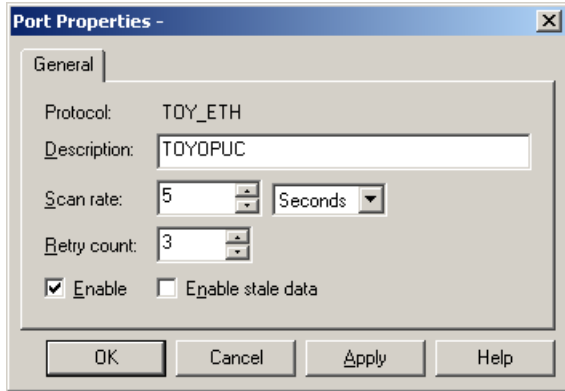 Port Properties -
General
Protocol: TOY_ETH
Description: TOYOPUC
Scan rate: 5 Seconds
Retry count: 3
Enable Enable stale data
OK Cancel Apply Help